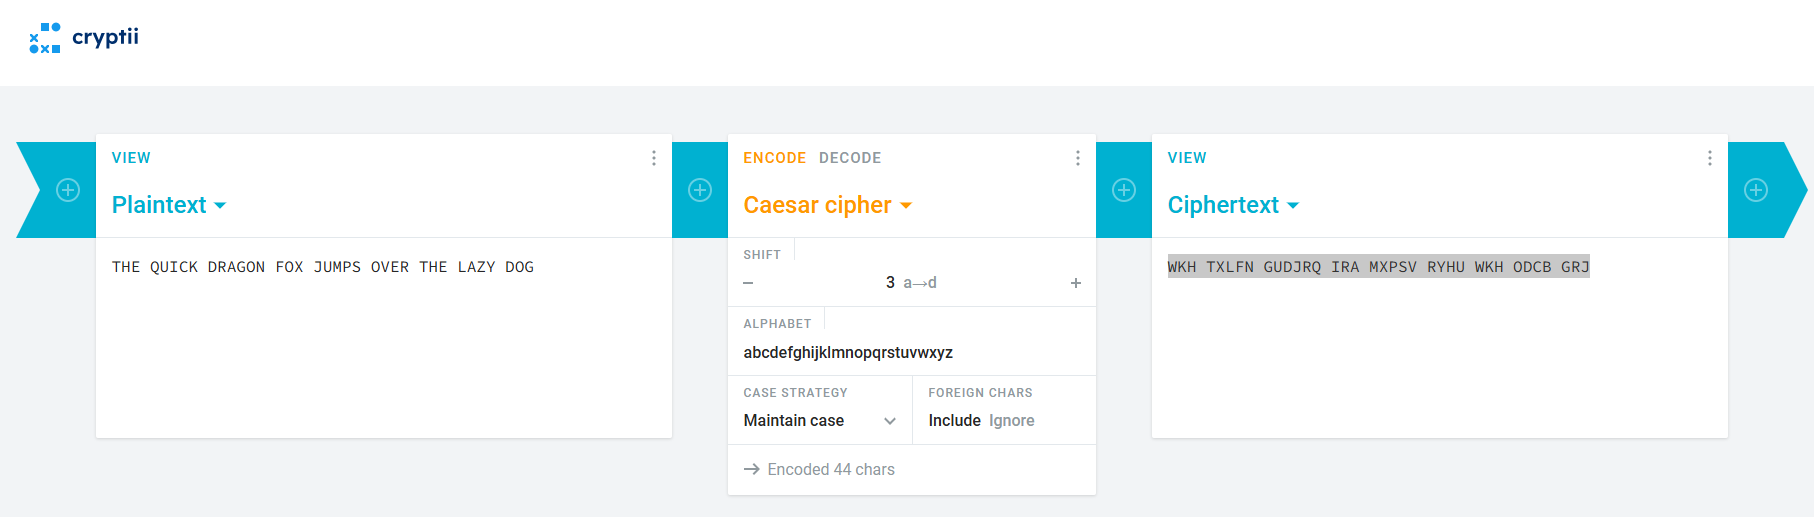 cryptii
VIEW
Plaintext
THE QUICK DRAGON FOX JUMPS OVER THE LAZY DOG
ENCODE DECODE
Caesar cipher
SHIFT
− 3 a→d +
ALPHABET
abcdefghijklmnopqrstuvwxyz
CASE STRATEGY
Maintain case
FOREIGN CHARS
Include Ignore
→ Encoded 44 chars
VIEW
Ciphertext
WKH TXLFN GUDJRQ IRA MXPSV RYHU WKH ODCB GRJ